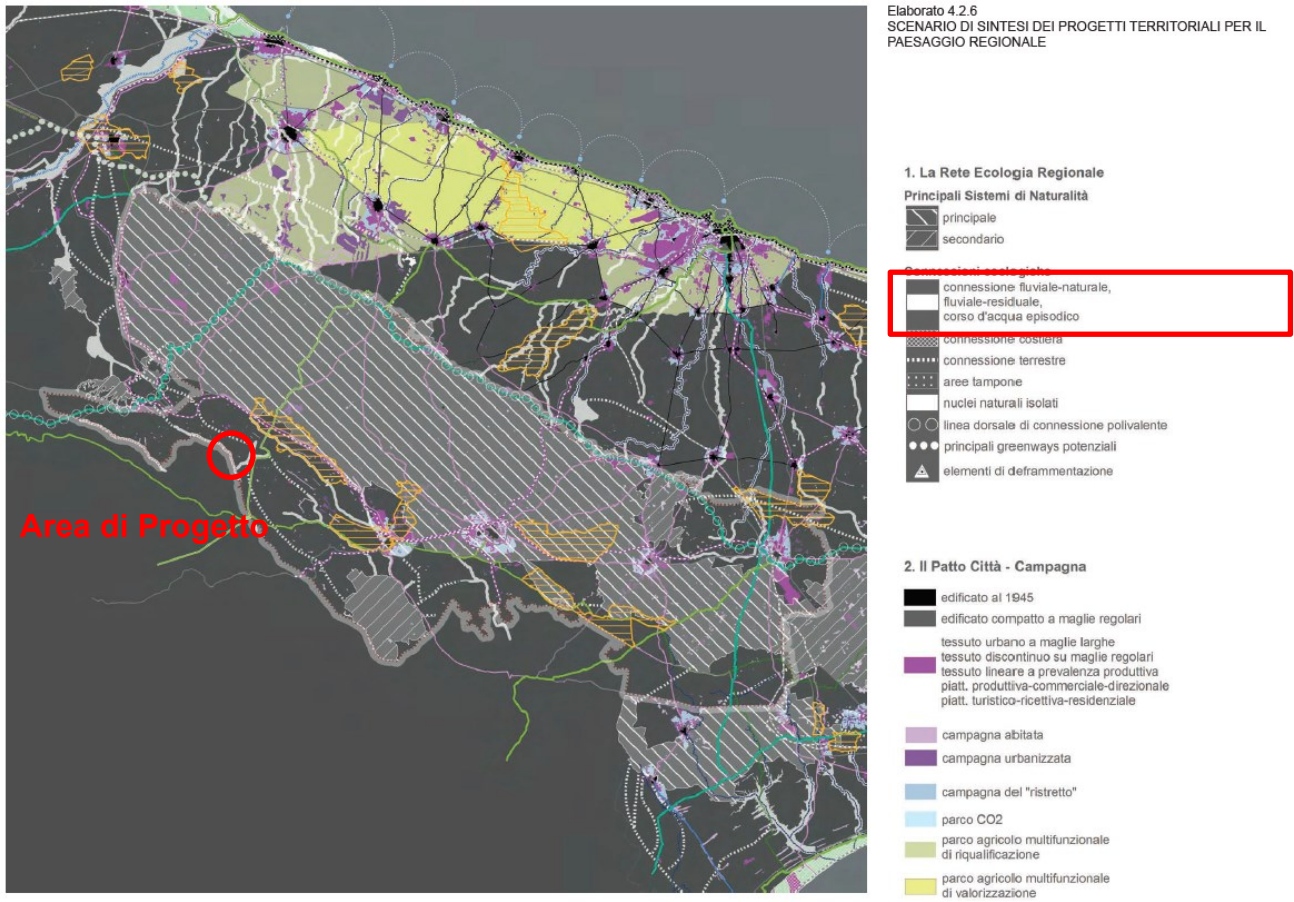 Elaborato 4.2.6
SCENARIO DI SINTESI DEI PROGETTI TERRITORIALI PER IL
PAESAGGIO REGIONALE
1. La Rete Ecologia Regionale
Principali Sistemi di Naturalità
principale
secondario
Connessioni ecologiche
connessione fluviale-naturale,
fluviale-residuale,
corso d'acqua episodico
connessione costiera
connessione terrestre
aree tampone
nuclei naturali isolati
linea dorsale di connessione polivalente
principali greenways potenziali
elementi di deframmentazione
Area di Progetto
2. Il Patto Città - Campagna
edificato al 1945
edificato compatto a maglie regolari
tessuto urbano a maglie larghe
tessuto discontinuo su maglie regolari
tessuto lineare a prevalenza produttiva
piatt. produttiva-commerciale-direzionale
piatt. turistico-ricettiva-residenziale
campagna abitata
campagna urbanizzata
campagna del "ristretto"
parco CO2
parco agricolo multifunzionale
di riqualificazione
parco agricolo multifunzionale
di valorizzazione